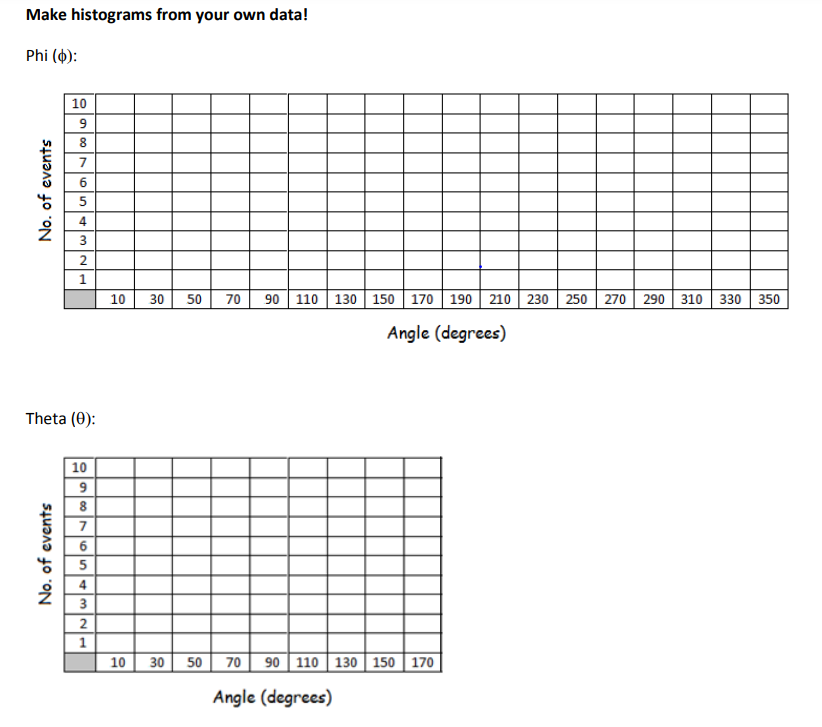 Make histograms from your own data!
Phi (ϕ):
No. of events
10
9
8
7
6
5
4
3
2
1
10 30 50 70 90 110 130 150 170 190 210 230 250 270 290 310 330 350
Angle (degrees)
Theta (θ):
No. of events
10
9
8
7
6
5
4
3
2
1
10 30 50 70 90 110 130 150 170
Angle (degrees)